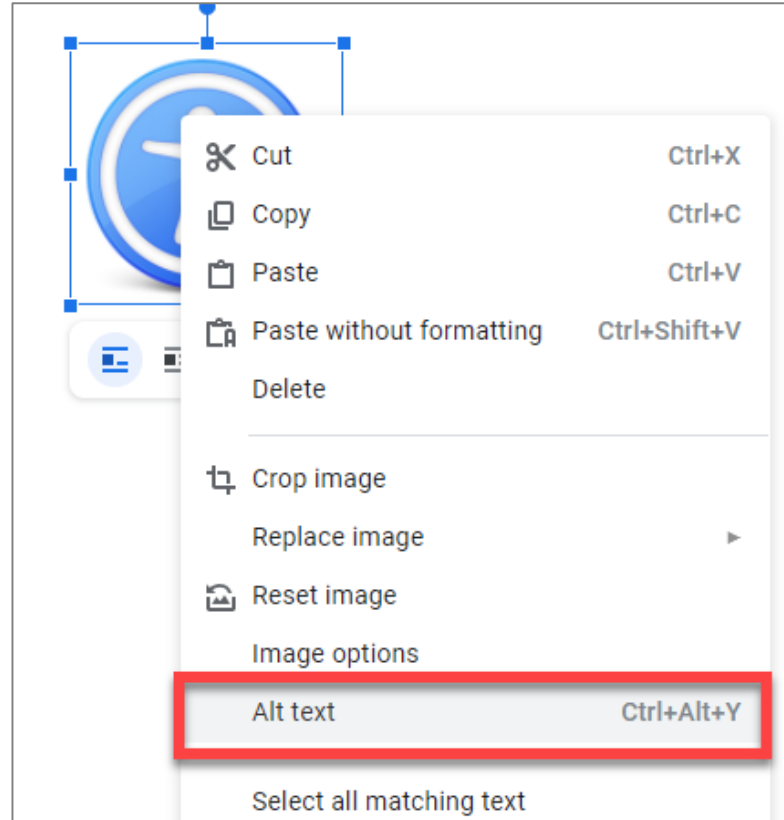 Cut Ctrl+X
Copy Ctrl+C
Paste Ctrl+V
Paste without formatting Ctrl+Shift+V
Delete
Crop image
Replace image
Reset image
Image options
Alt text Ctrl+Alt+Y
Select all matching text